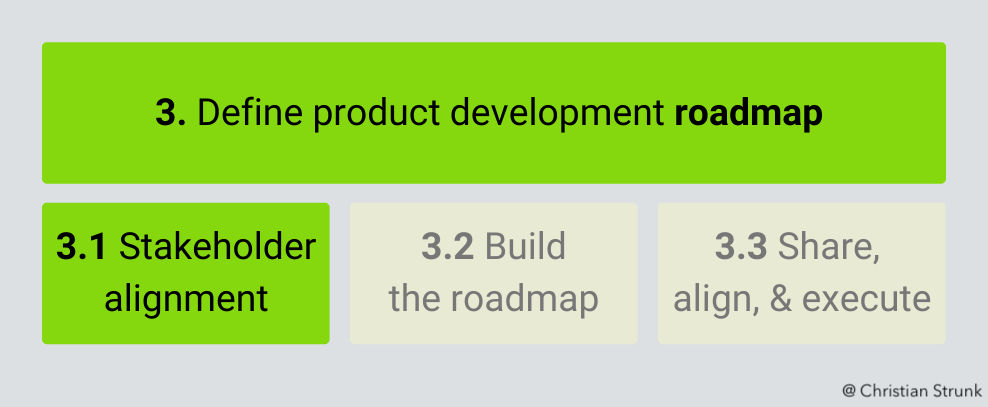 3. Define product development roadmap
3.1 Stakeholder
alignment
3.2 Build
the roadmap
3.3 Share,
align, & execute
@ Christian Strunk